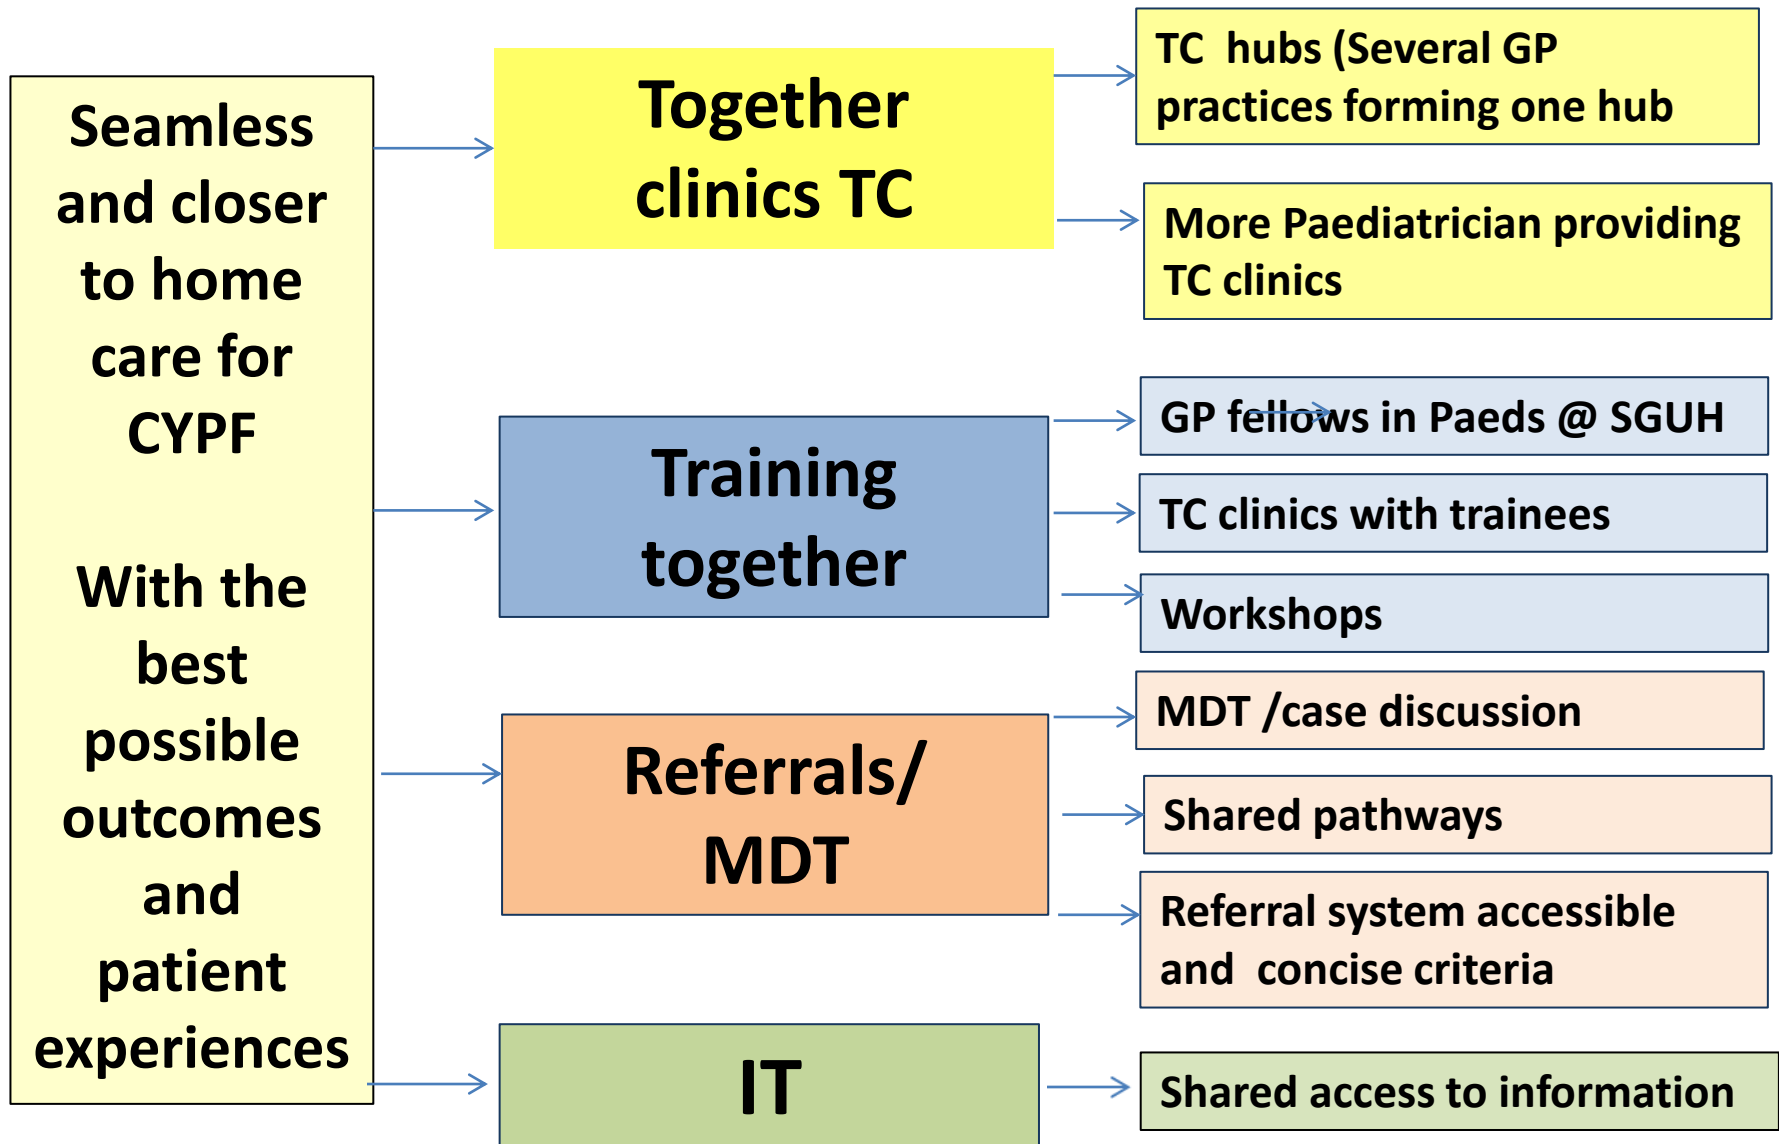 Seamless
and closer
to home
care for
CYPF
With the
best
possible
outcomes
and
patient
experiences
Together
clinics TC
TC hubs (Several GP
practices forming one hub
More Paediatrician providing
TC clinics
Training
together
GP fellows in Paeds @ SGUH
TC clinics with trainees
Workshops
Referrals/
MDT
MDT /case discussion
Shared pathways
Referral system accessible
and concise criteria
IT
Shared access to information